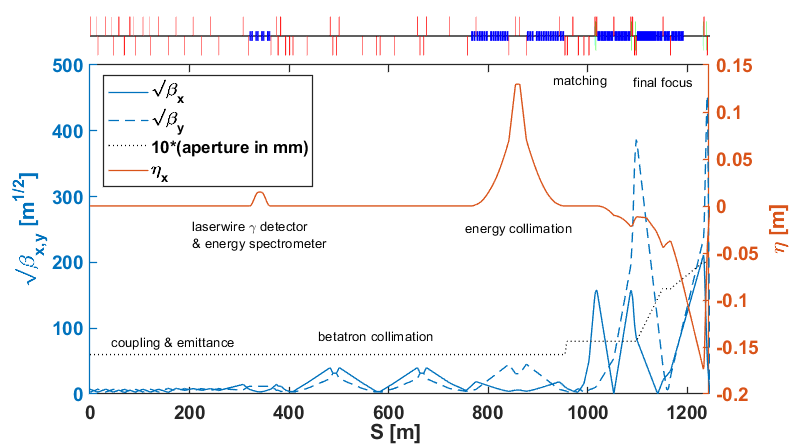 500
0.15
matching
final focus
√βx
√βy
10*(aperture in mm)
ηx
400
0.1
300
0.05
200
0
laserwire γ detector
& energy spectrometer
energy collimation
-0.05
100
-0.1
coupling & emittance
betatron collimation
-0.15
0
-0.2
0
200
400
600
800
1000
1200
S [m]
√βx,y [m1/2]
η [m]